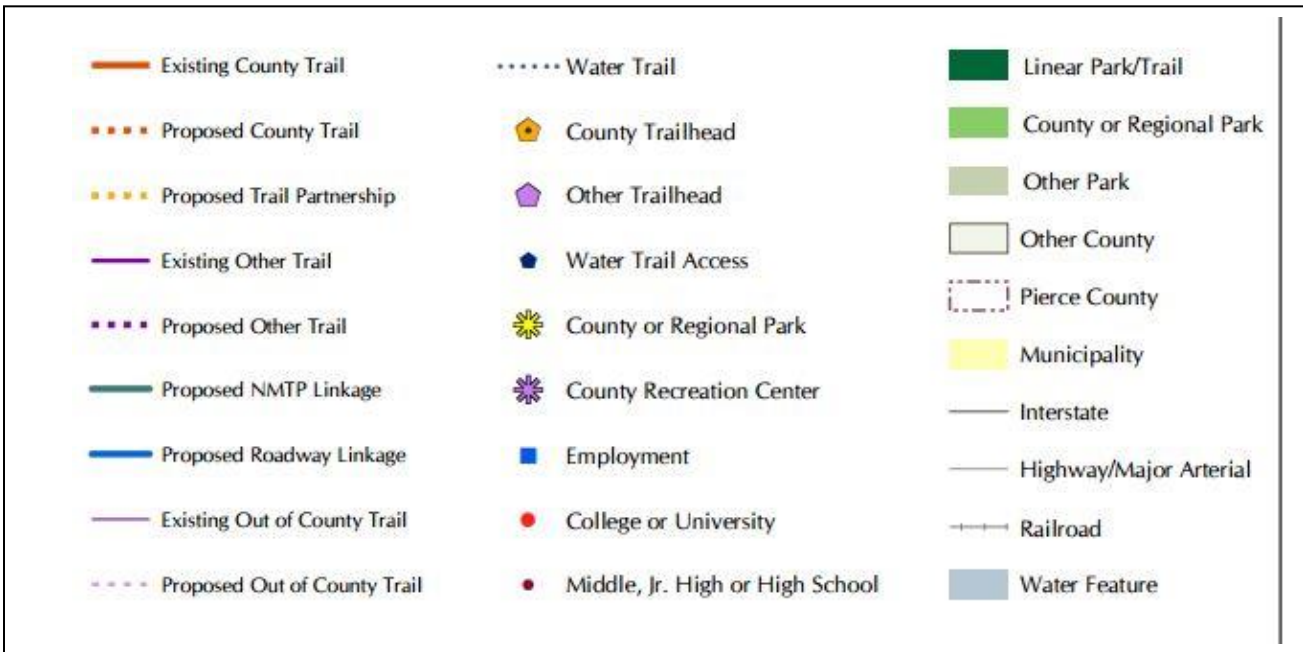 Existing County Trail
Proposed County Trail
Proposed Trail Partnership
Existing Other Trail
Proposed Other Trail
Proposed NMTP Linkage
Proposed Roadway Linkage
Existing Out of County Trail
Proposed Out of County Trail
Water Trail
County Trailhead
Other Trailhead
Water Trail Access
County or Regional Park
County Recreation Center
Employment
College or University
Middle, Jr. High or High School
Linear Park/Trail
County or Regional Park
Other Park
Other County
Pierce County
Municipality
Interstate
Highway/Major Arterial
Railroad
Water Feature